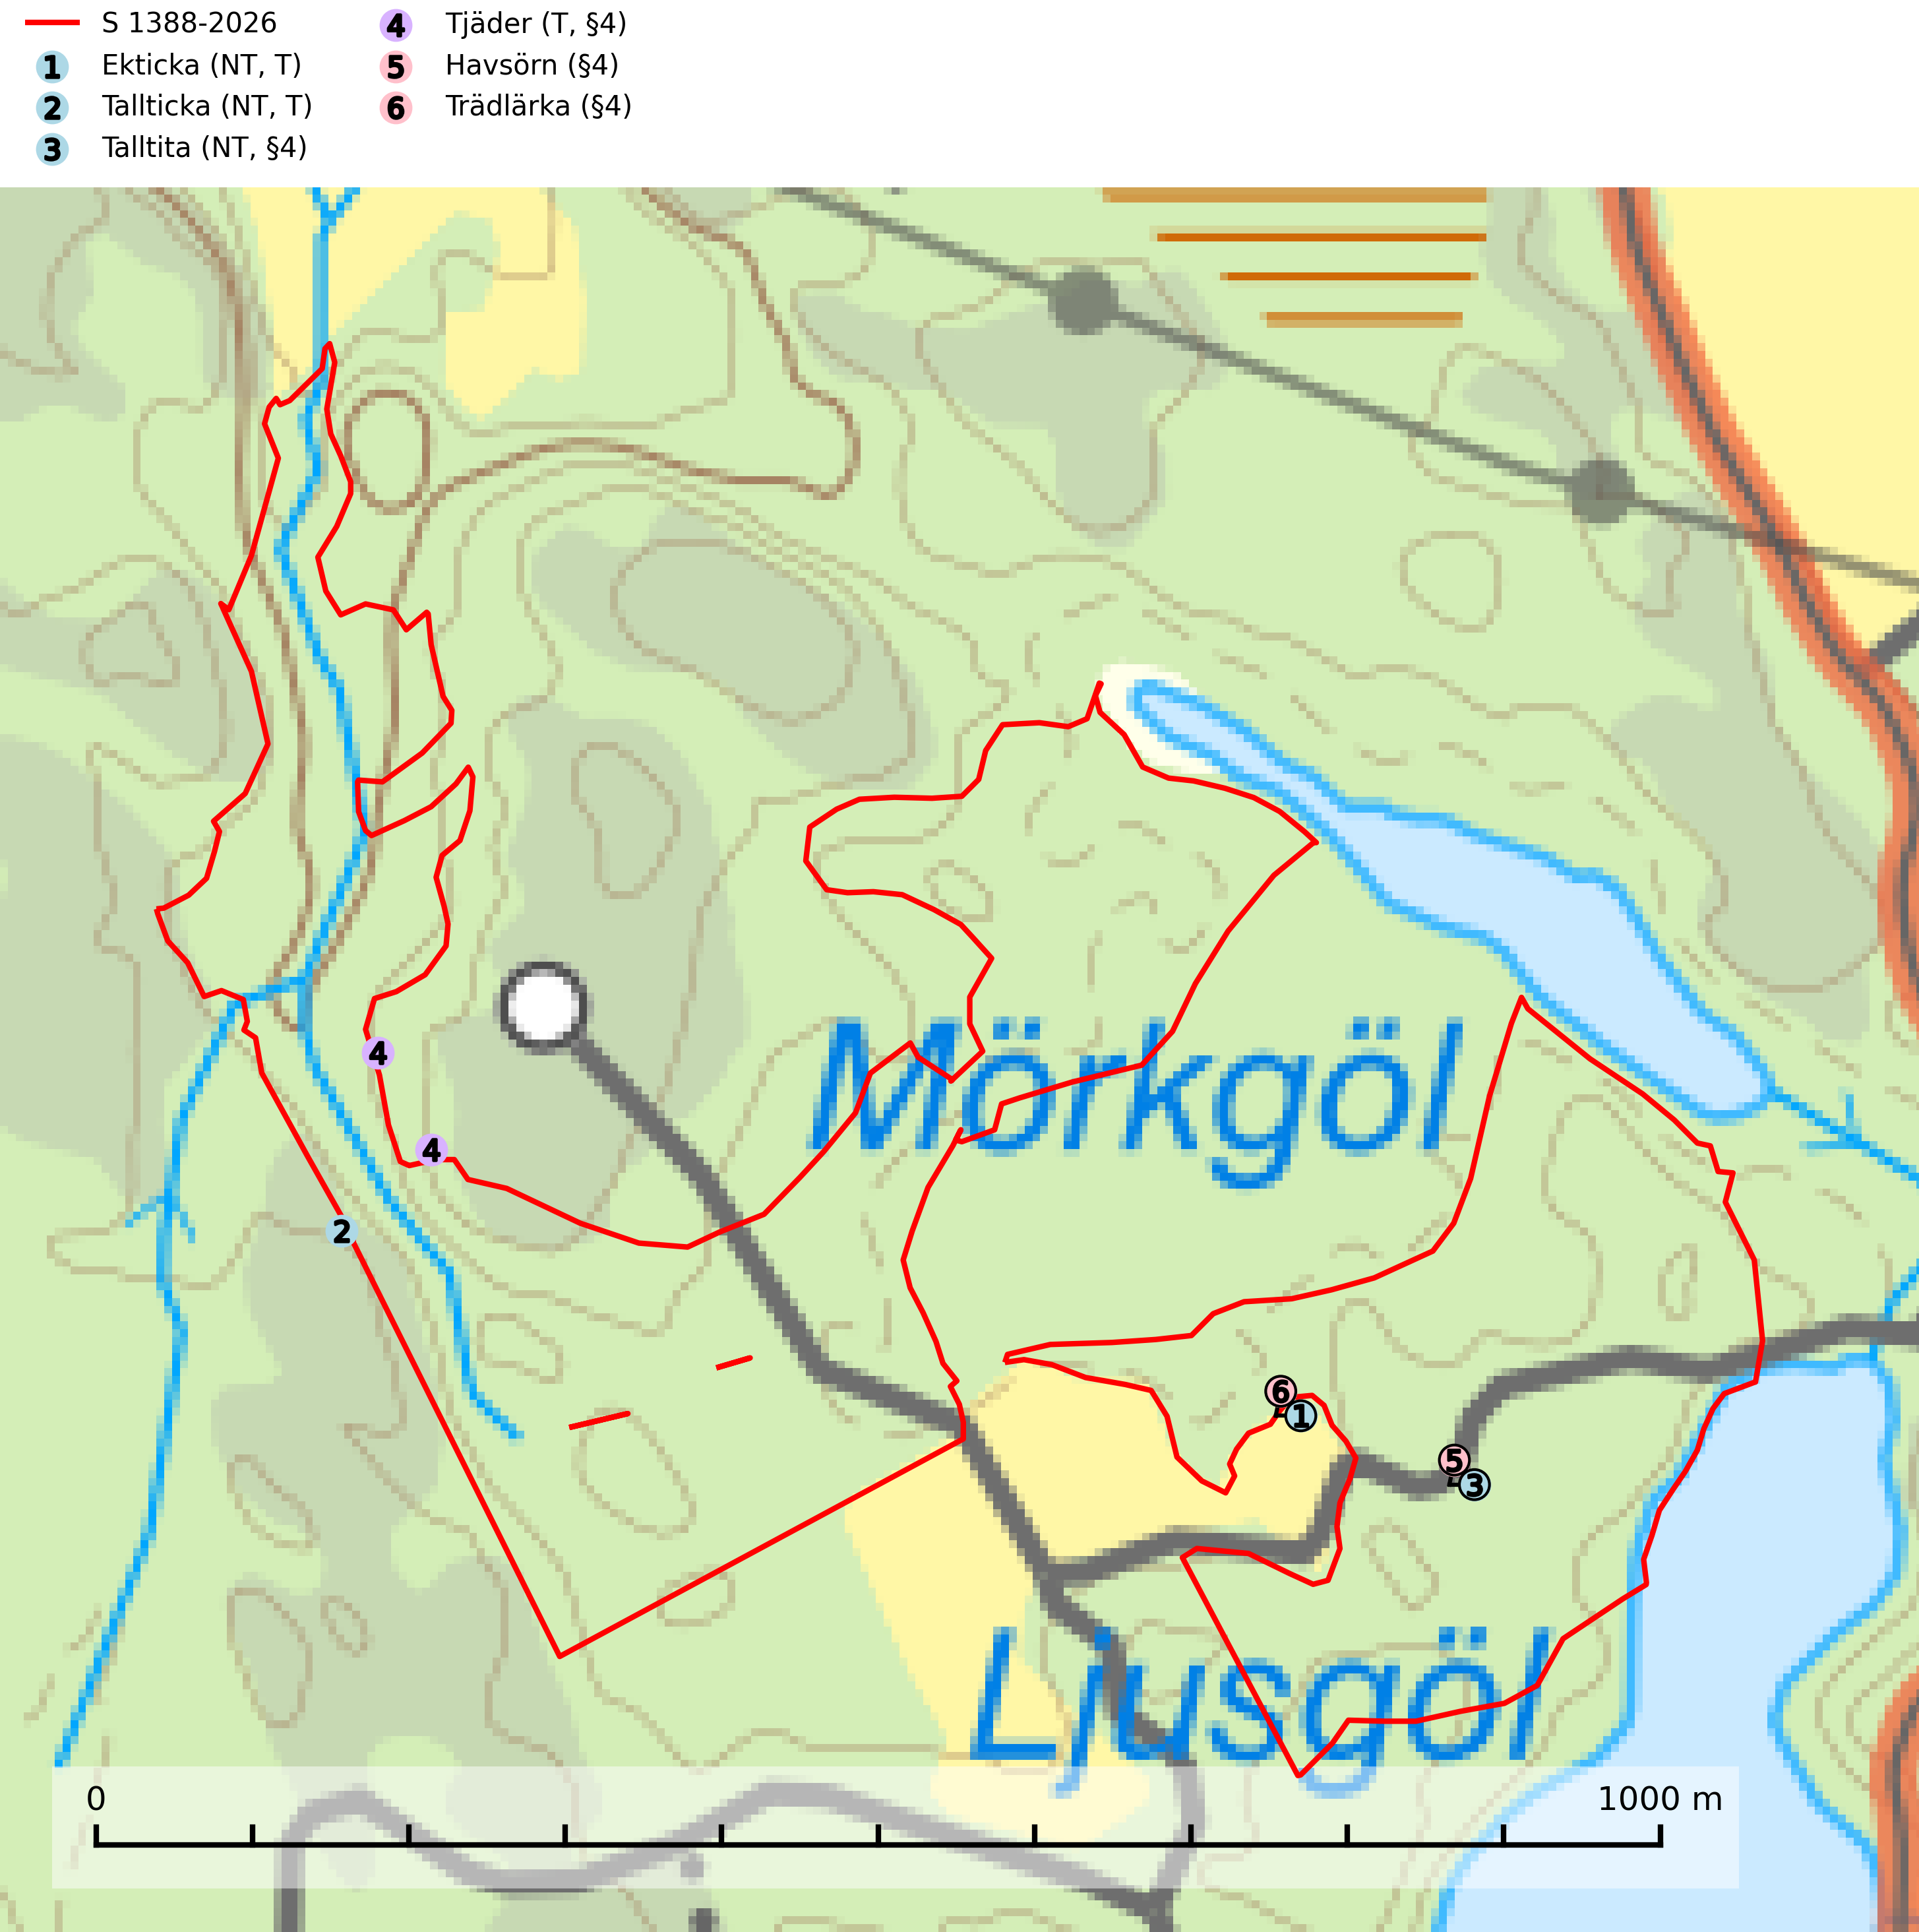 S 1388-2026
1 Ekticka (NT, T)
2 Tallticka (NT, T)
3 Talltita (NT, §4)
4 Tjäder (T, §4)
5 Havsörn (§4)
6 Trädlärka (§4)
4
Mörkgöl
4
2
6
1
5
3
Ljusgöl
0 1000 m